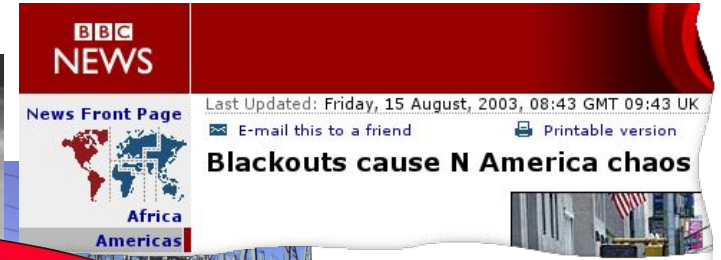 BBC
NEWS
News Front Page
Africa
Americas
Last Updated: Friday, 15 August, 2003, 08:43 GMT 09:43 UK
E-mail this to a friend
Printable version
Blackouts cause N America chaos